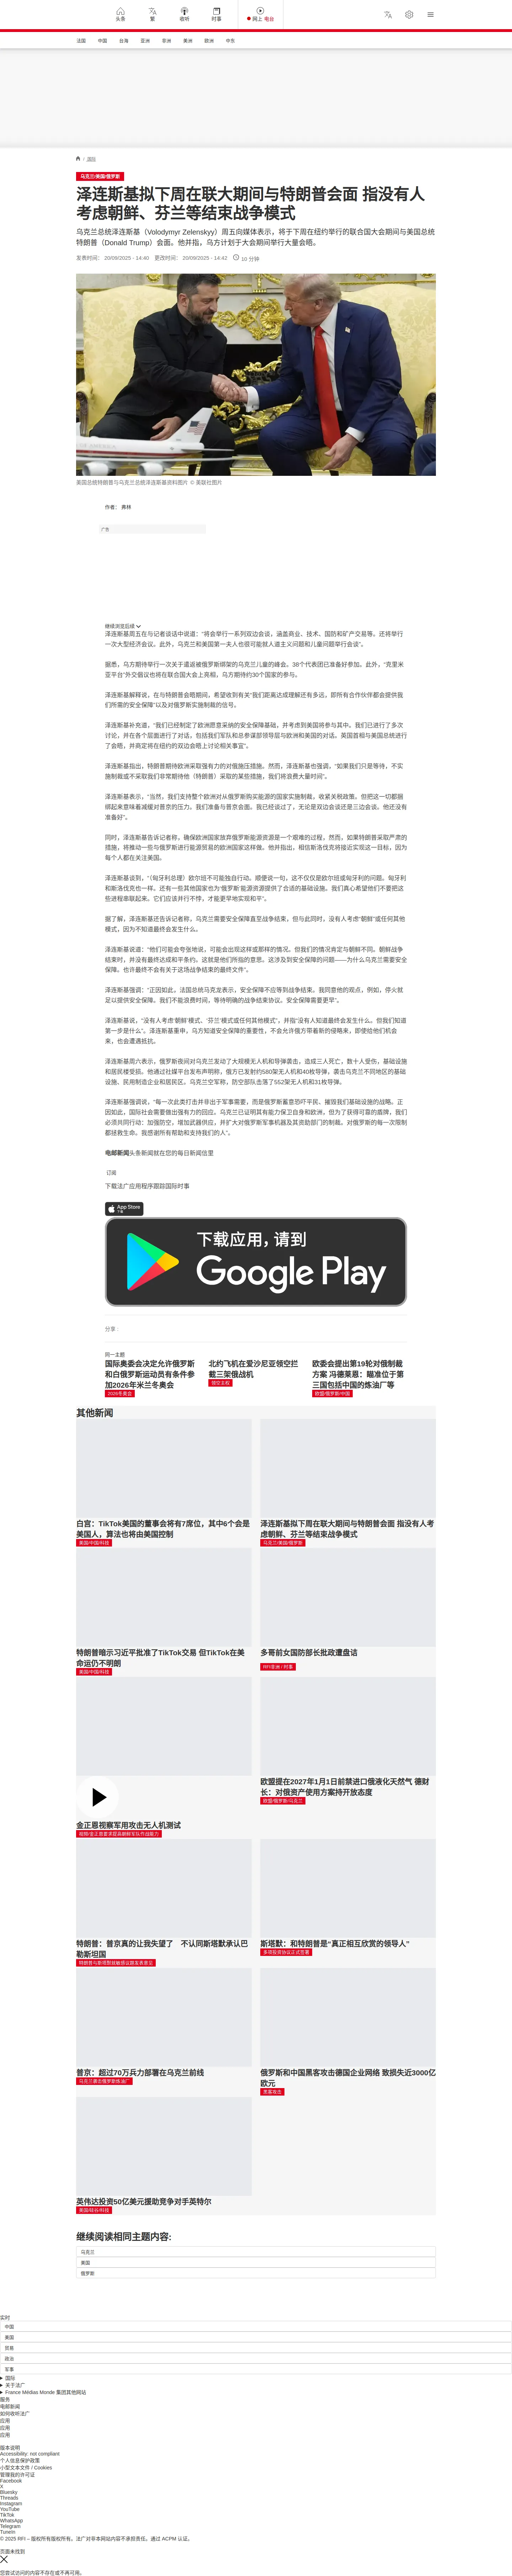 头条
繁
收听
时事
网上 电台
法国
中国
台海
亚洲
非洲
美洲
欧洲
中东
/ 国际
乌克兰/美国/俄罗斯
泽连斯基拟下周在联大期间与特朗普会面 指没有人
考虑朝鲜、芬兰等结束战争模式
乌克兰总统泽连斯基（Volodymyr Zelenskyy）周五向媒体表示，将于下周在纽约举行的联合国大会期间与美国总统
特朗普（Donald Trump）会面。他并指，乌方计划于大会期间举行大量会晤。
发表时间： 20/09/2025 - 14:40 更改时间： 20/09/2025 - 14:42 10 分钟
美国总统特朗普与乌克兰总统泽连斯基资料图片 © 美联社图片
作者： 弗林
广告
继续浏览后续
泽连斯基周五在与记者谈话中说道：“将会举行一系列双边会谈，涵盖商业、技术、国防和矿产交易等。还将举行
一次大型经济会议。此外，乌克兰和美国第一夫人也很可能就人道主义问题和儿童问题举行会谈”。
据悉，乌方期待举行一次关于遣返被俄罗斯绑架的乌克兰儿童的峰会。38个代表团已准备好参加。此外，“克里米
亚平台”外交倡议也将在联合国大会上亮相，乌方期待约30个国家的参与。
泽连斯基解释说，在与特朗普会晤期间，希望收到有关“我们距离达成理解还有多远，即所有合作伙伴都会提供我
们所需的安全保障”以及对俄罗斯实施制裁的信号。
泽连斯基补充道，“我们已经制定了欧洲愿意采纳的安全保障基础，并考虑到美国将参与其中。我们已进行了多次
讨论，并在各个层面进行了对话，包括我们军队和总参谋部领导层与欧洲和美国的对话。英国首相与美国总统进行
了会晤，并商定将在纽约的双边会晤上讨论相关事宜”。
泽连斯基指出，特朗普期待欧洲采取强有力的对俄施压措施。然而，泽连斯基也强调，“如果我们只是等待，不实
施制裁或不采取我们非常期待他（特朗普）采取的某些措施，我们将浪费大量时间”。
泽连斯基表示，“当然，我们支持整个欧洲对从俄罗斯购买能源的国家实施制裁，收紧关税政策。但把这一切都捆
绑起来意味着减缓对普京的压力。我们准备与普京会面。我已经说过了，无论是双边会谈还是三边会谈。他还没有
准备好”。
同时，泽连斯基告诉记者称，确保欧洲国家放弃俄罗斯能源资源是一个艰难的过程。然而，如果特朗普采取严肃的
措施，将推动一些与俄罗斯进行能源贸易的欧洲国家这样做。他并指出，相信斯洛伐克将接近实现这一目标，因为
每个人都在关注美国。
泽连斯基谈到，“（匈牙利总理）欧尔班不可能独自行动。顺便说一句，这不仅仅是欧尔班或匈牙利的问题。匈牙利
和斯洛伐克也一样。还有一些其他国家也为‘俄罗斯’能源资源提供了合适的基础设施。我们真心希望他们不要把这
些进程串联起来。它们应该并行不悖，才能更早地实现和平”。
据了解，泽连斯基还告诉记者称，乌克兰需要安全保障直至战争结束，但与此同时，没有人考虑“朝鲜”或任何其他
模式，因为不知道最终会发生什么。
泽连斯基说道：“他们可能会夸张地说，可能会出现这样或那样的情况。但我们的情况肯定与朝鲜不同。朝鲜战争
结束时，并没有最终达成和平条约。这就是他们所指的意思。这涉及到安全保障的问题——为什么乌克兰需要安全
保障。也许最终不会有关于这场战争结束的最终文件”。
泽连斯基强调：“正因如此，法国总统马克龙表示，安全保障不应等到战争结束。我同意他的观点，例如，停火就
足以提供安全保障。我们不能浪费时间，等待明确的战争结束协议。安全保障需要更早”。
泽连斯基说，“没有人考虑‘朝鲜’模式、‘芬兰’模式或任何其他模式”，并指“没有人知道最终会发生什么。但我们知道
第一步是什么”。泽连斯基重申，乌方知道安全保障的重要性，不会允许俄方带着新的侵略来，即使给他们机会
来，也会遭遇抵抗。
泽连斯基周六表示，俄罗斯夜间对乌克兰发动了大规模无人机和导弹袭击，造成三人死亡，数十人受伤，基础设施
和居民楼受损。他通过社媒平台发布声明称，俄方已发射约580架无人机和40枚导弹，袭击乌克兰不同地区的基础
设施、民用制造企业和居民区。乌克兰空军称，防空部队击落了552架无人机和31枚导弹。
泽连斯基强调说，“每一次此类打击并非出于军事需要，而是俄罗斯蓄意恐吓平民、摧毁我们基础设施的战略。正
因如此，国际社会需要做出强有力的回应。乌克兰已证明其有能力保卫自身和欧洲，但为了获得可靠的盾牌，我们
必须共同行动：加强防空，增加武器供应，并扩大对俄罗斯军事机器及其资助部门的制裁。对俄罗斯的每一次限制
都拯救生命。我感谢所有帮助和支持我们的人”。
电邮新闻头条新闻就在您的每日新闻信里
订阅
下载法广应用程序跟踪国际时事
App Store
下载
下载应用，请到
Google Play
分享 :
同一主题
国际奥委会决定允许俄罗斯
和白俄罗斯运动员有条件参
加2026年米兰冬奥会
2026冬奥会
北约飞机在爱沙尼亚领空拦
截三架俄战机
领空主权
欧委会提出第19轮对俄制裁
方案 冯德莱恩：瞄准位于第
三国包括中国的炼油厂等
欧盟/俄罗斯/中国
其他新闻
白宫：TikTok美国的董事会将有7席位，其中6个会是
美国人，算法也将由美国控制
美国/中国/科技
泽连斯基拟下周在联大期间与特朗普会面 指没有人考
虑朝鲜、芬兰等结束战争模式
乌克兰/美国/俄罗斯
特朗普暗示习近平批准了TikTok交易 但TikTok在美
命运仍不明朗
美国/中国/科技
多哥前女国防部长批政遭盘诘
RFI非洲 / 时事
金正恩视察军用攻击无人机测试
视频/金正恩要求提高朝鲜军队作战能力
欧盟提在2027年1月1日前禁进口俄液化天然气 德财
长：对俄资产使用方案持开放态度
欧盟/俄罗斯/乌克兰
特朗普：普京真的让我失望了 不认同斯塔默承认巴
勒斯坦国
特朗普与斯塔默就敏感议题发表意见
斯塔默：和特朗普是“真正相互欣赏的领导人”
多项投资协议正式签署
普京：超过70万兵力部署在乌克兰前线
乌克兰袭击俄罗斯炼油厂
俄罗斯和中国黑客攻击德国企业网络 致损失近3000亿
欧元
黑客攻击
英伟达投资50亿美元援助竞争对手英特尔
美国/硅谷/科技
继续阅读相同主题内容:
乌克兰
美国
俄罗斯
实时
中国
美国
贸易
政治
军事
国际
关于法广
France Médias Monde 集团其他网站
服务
电邮新闻
如何收听法广
应用
应用
应用
版本说明
Accessibility: not compliant
个人信息保护政策
小型文本文件 / Cookies
管理我的许可证
Facebook
X
Bluesky
Threads
Instagram
YouTube
TikTok
WhatsApp
Telegram
TuneIn
© 2025 RFI – 版权所有版权所有。法广对非本网站内容不承担责任。通过 ACPM 认证。
页面未找到
您尝试访问的内容不存在或不再可用。